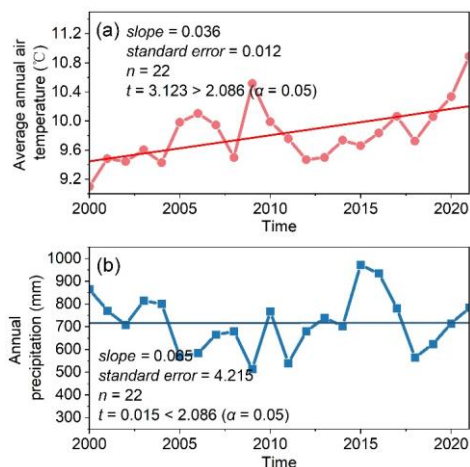 (a)
slope = 0.036
standard error = 0.012
n = 22
t = 3.123 > 2.086 (α = 0.05)
Average annual air
temperature (℃)
11.2
10.8
10.4
10.0
9.6
9.2
2000 2005 2010 2015 2020
Time
(b)
Annual
precipitation (mm)
1000
900
800
700
600
500
400
300
slope = 0.065
standard error = 4.215
n = 22
t = 0.015 < 2.086 (α = 0.05)
2000 2005 2010 2015 2020
Time